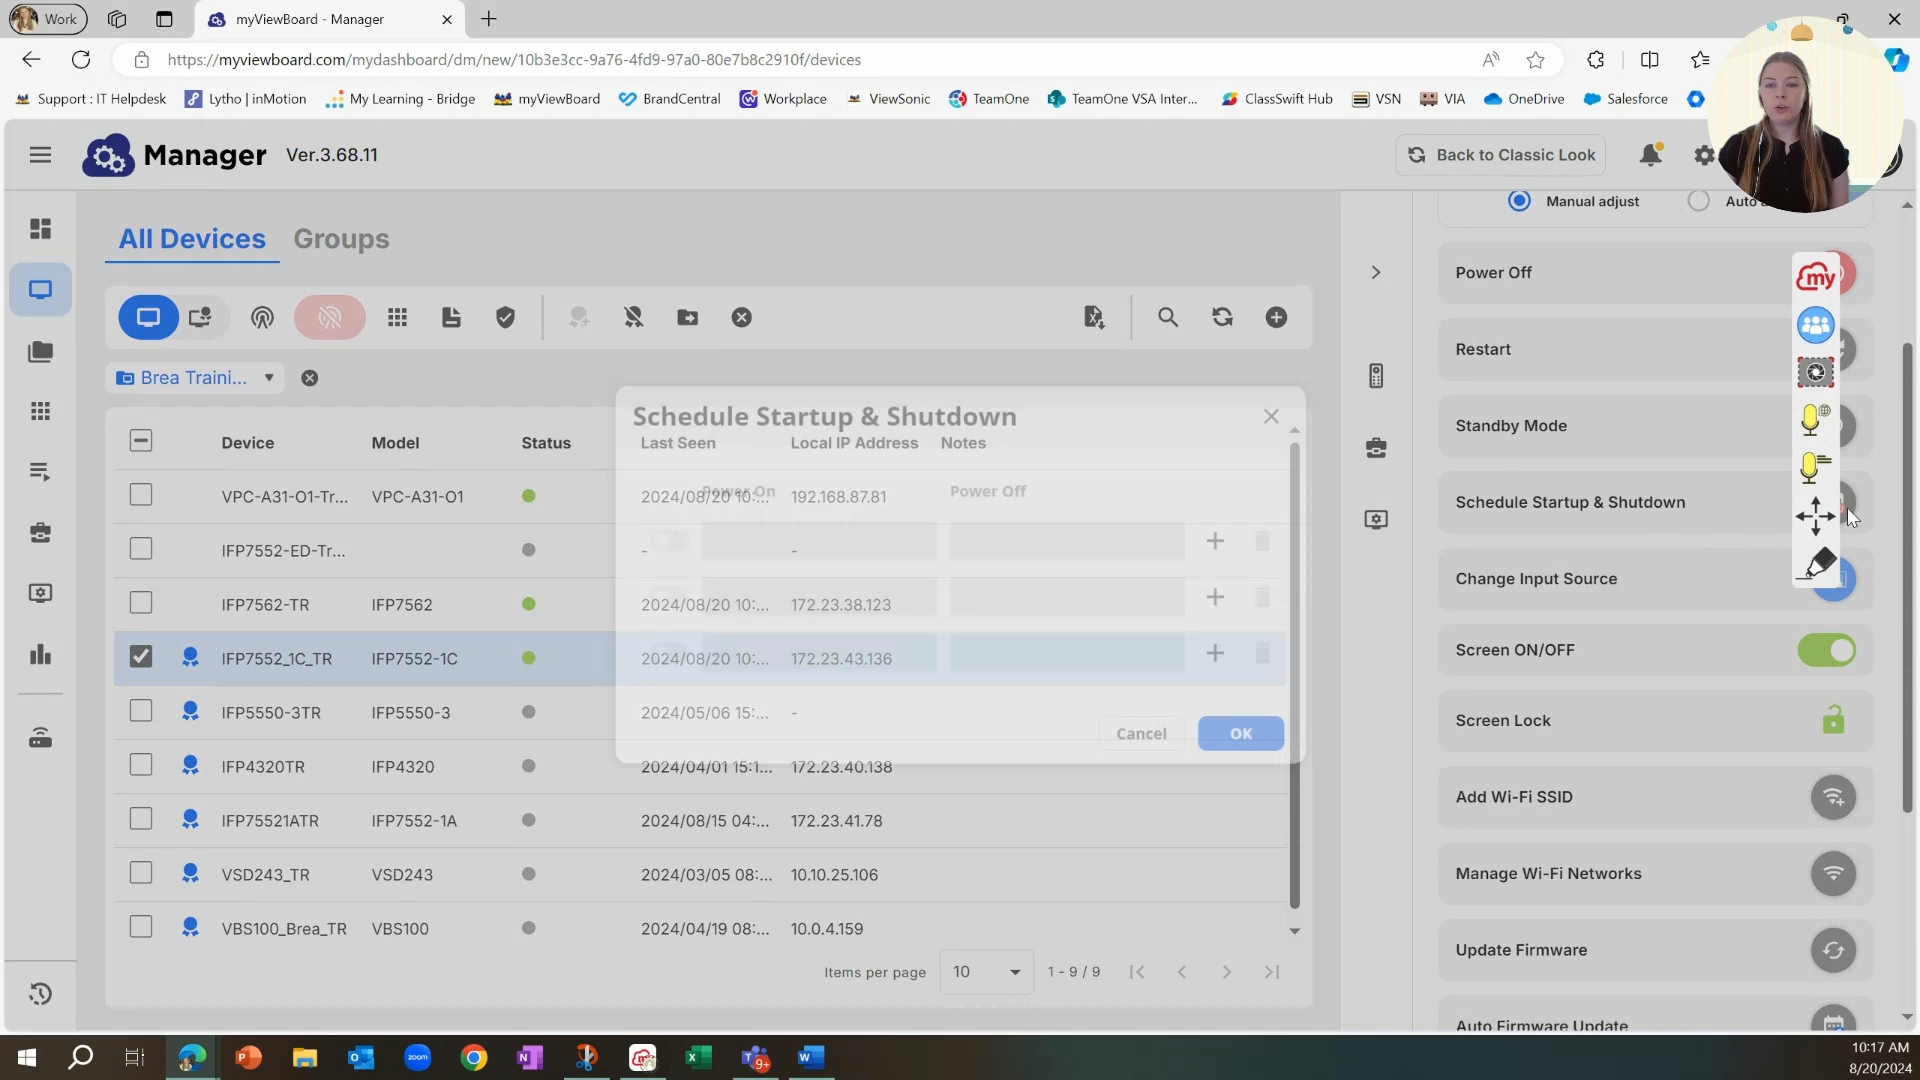 Work
myViewBoard - Manager
https://myviewboard.com/mydashboard/dm/new/10b3e3cc-9a76-4fd9-97a0-80e7b8c2910f/devices
Support : IT Helpdesk
Lytho | inMotion
My Learning - Bridge
myViewBoard
BrandCentral
Workplace
ViewSonic
TeamOne
TeamOne VSA Inter...
ClassSwift Hub
VSN
VIA
OneDrive
Salesforce
Manager Ver.3.68.11
Back to Classic Look
All Devices Groups
Brea Traini...
Device Model Status Last Seen Local IP Address Notes
VPC-A31-O1-Tr... VPC-A31-O1 2024/08/20 10:... 192.168.87.81
IFP7552-ED-Tr... - -
IFP7562-TR IFP7562 2024/08/20 10:... 172.23.38.123
IFP7552_1C_TR IFP7552-1C 2024/08/20 10:... 172.23.43.136
IFP5550-3TR IFP5550-3 2024/05/06 15:... -
IFP4320TR IFP4320 2024/04/01 15:1... 172.23.40.138
IFP75521ATR IFP7552-1A 2024/08/15 04:... 172.23.41.78
VSD243_TR VSD243 2024/03/05 08:... 10.10.25.106
VBS100_Brea_TR VBS100 2024/04/19 08:... 10.0.4.159
Items per page 10 1 - 9 / 9
Schedule Startup & Shutdown
Power On Power Off
Cancel OK
Manual adjust Auto
Power Off
Restart
Standby Mode
Schedule Startup & Shutdown
Change Input Source
Screen ON/OFF
Screen Lock
Add Wi-Fi SSID
Manage Wi-Fi Networks
Update Firmware
Auto Firmware Update
my
zoom
9+
10:17 AM
8/20/2024